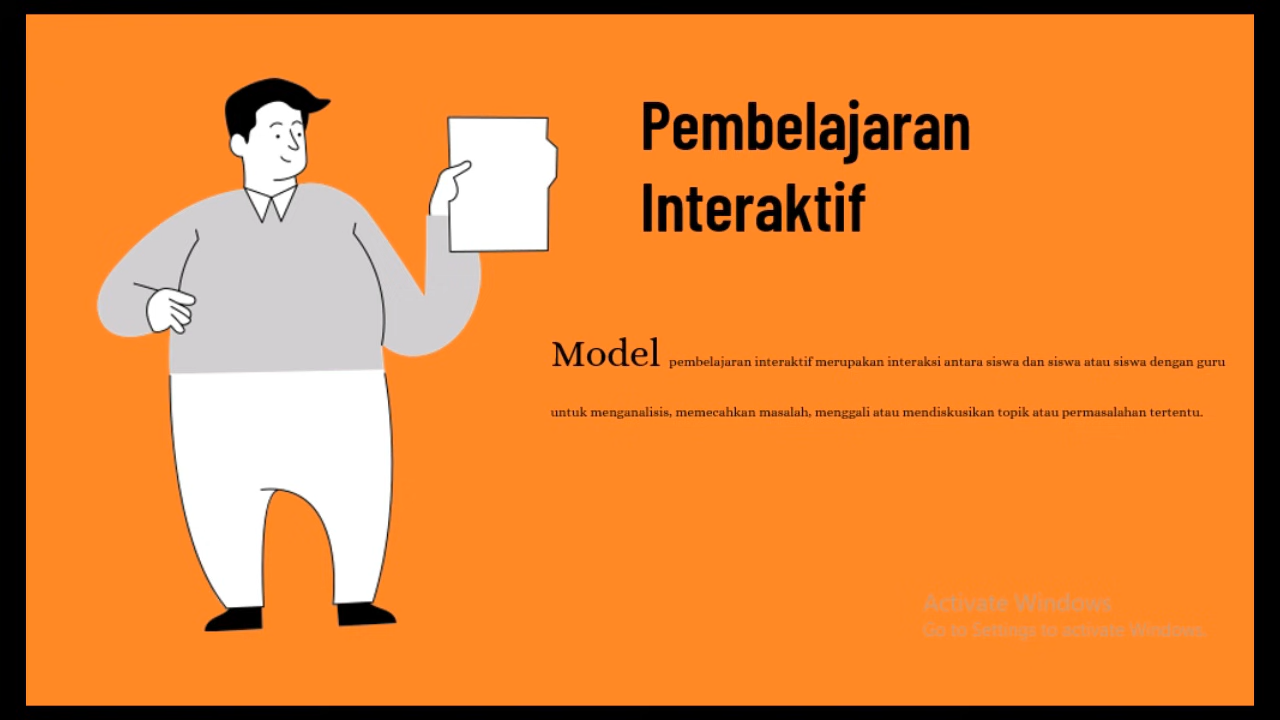 Pembelajaran
Interaktif
Model pembelajaran interaktif merupakan interaksi antara siswa dan siswa atau siswa dengan guru
untuk menganalisis, memecahkan masalah, menggali atau mendiskusikan topik atau permasalahan tertentu.
Activate Windows
Go to Settings to activate Windows.